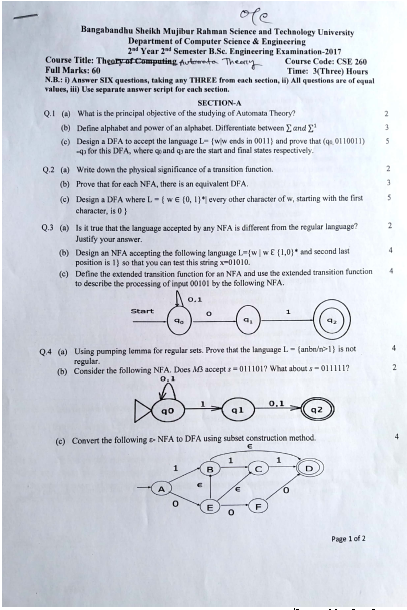 Bangabandhu Sheikh Mujibur Rahman Science and Technology University
Department of Computer Science & Engineering
2nd Year 2nd Semester B.Sc. Engineering Examination-2017
Course Title: Theory of Computing Automata Theory Course Code: CSE 260
Full Marks: 60 Time: 3(Three) Hours
N.B.: i) Answer SIX questions, taking any THREE from each section, ii) All questions are of equal
values, iii) Use separate answer script for each section.
SECTION-A
Q.1 (a) What is the principal objective of the studying of Automata Theory? 2
(b) Define alphabet and power of an alphabet. Differentiate between ∑ and ∑¹ 3
(c) Design a DFA to accept the language L= {w|w ends in 0011} and prove that (q₀, 0110011) 5
=q₃ for this DFA, where q₀ and q₃ are the start and final states respectively.
Q.2 (a) Write down the physical significance of a transition function. 2
(b) Prove that for each NFA, there is an equivalent DFA. 3
(c) Design a DFA where L = { w ∈ {0, 1}*| every other character of w, starting with the first 5
character, is 0 }
Q.3 (a) Is it true that the language accepted by any NFA is different from the regular language? 2
Justify your answer.
(b) Design an NFA accepting the following language L={w | w Ɛ {1,0}* and second last 4
position is 1} so that you can test this string x=01010.
(c) Define the extended transition function for an NFA and use the extended transition function 4
to describe the processing of input 00101 by the following NFA.
0,1
Start 0 1
q₀ q₁ q₂
Q.4 (a) Using pumping lemma for regular sets. Prove that the language L = {anbn/n>1} is not 4
regular.
(b) Consider the following NFA. Does M3 accept s = 011101? What about s = 011111? 2
0,1
1 0,1
q0 q1 q2
(c) Convert the following ε- NFA to DFA using subset construction method. 4
ε
1 B 1 C 1 D
A ε ε
0 E 0 F 0
Page 1 of 2